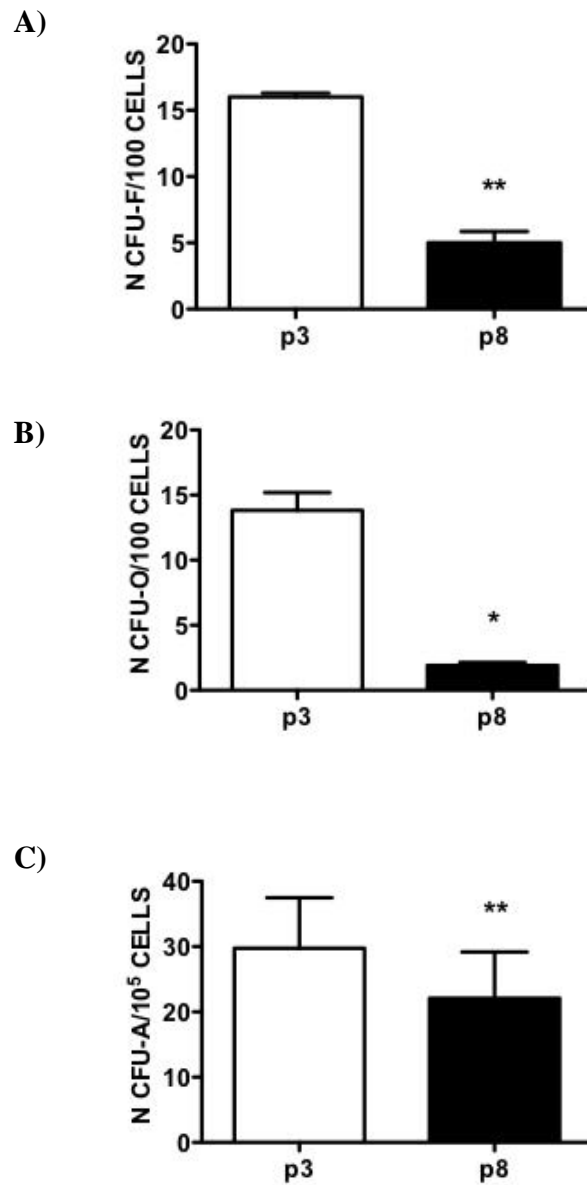 A)
N CFU-F/100 CELLS
20
15
10
5
0
**
p3 p8
B)
N CFU-O/100 CELLS
20
15
10
5
0
*
p3 p8
C)
N CFU-A/10⁵ CELLS
40
30
20
10
0
**
p3 p8